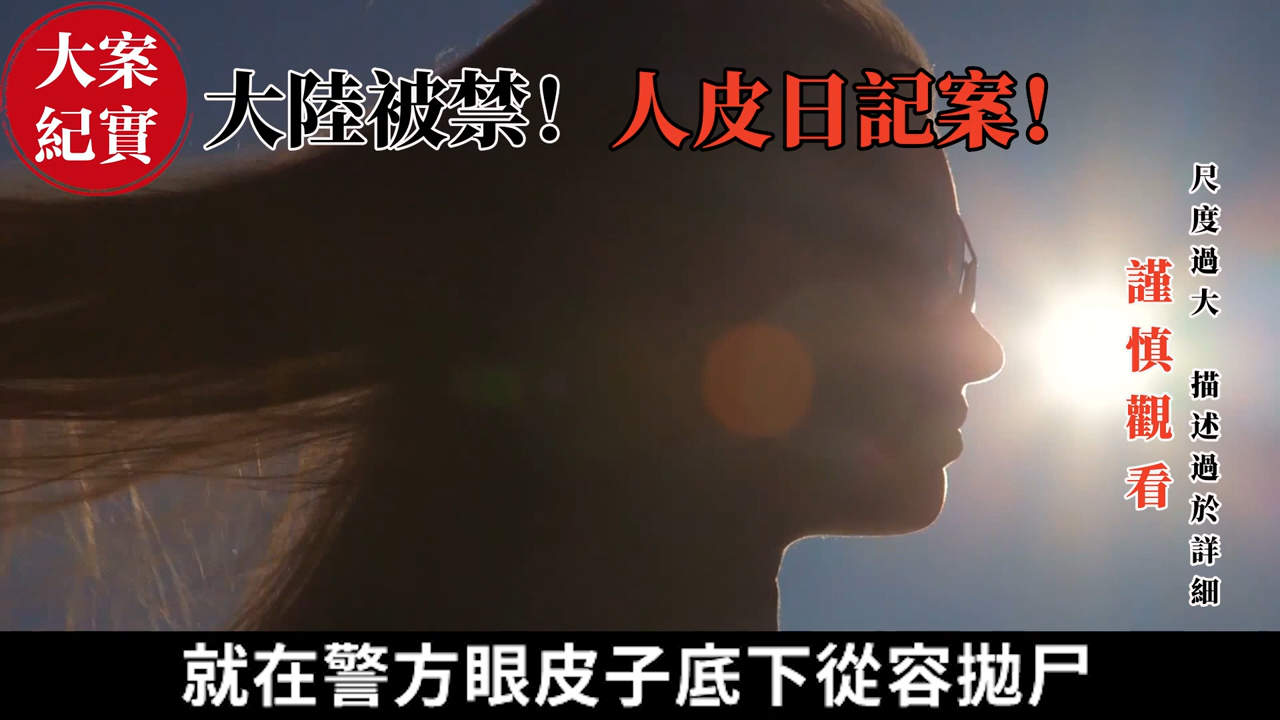 大案
紀實
大陸被禁！ 人皮日記案！
尺度過大 描述過於詳細
謹慎觀看
就在警方眼皮子底下從容拋尸